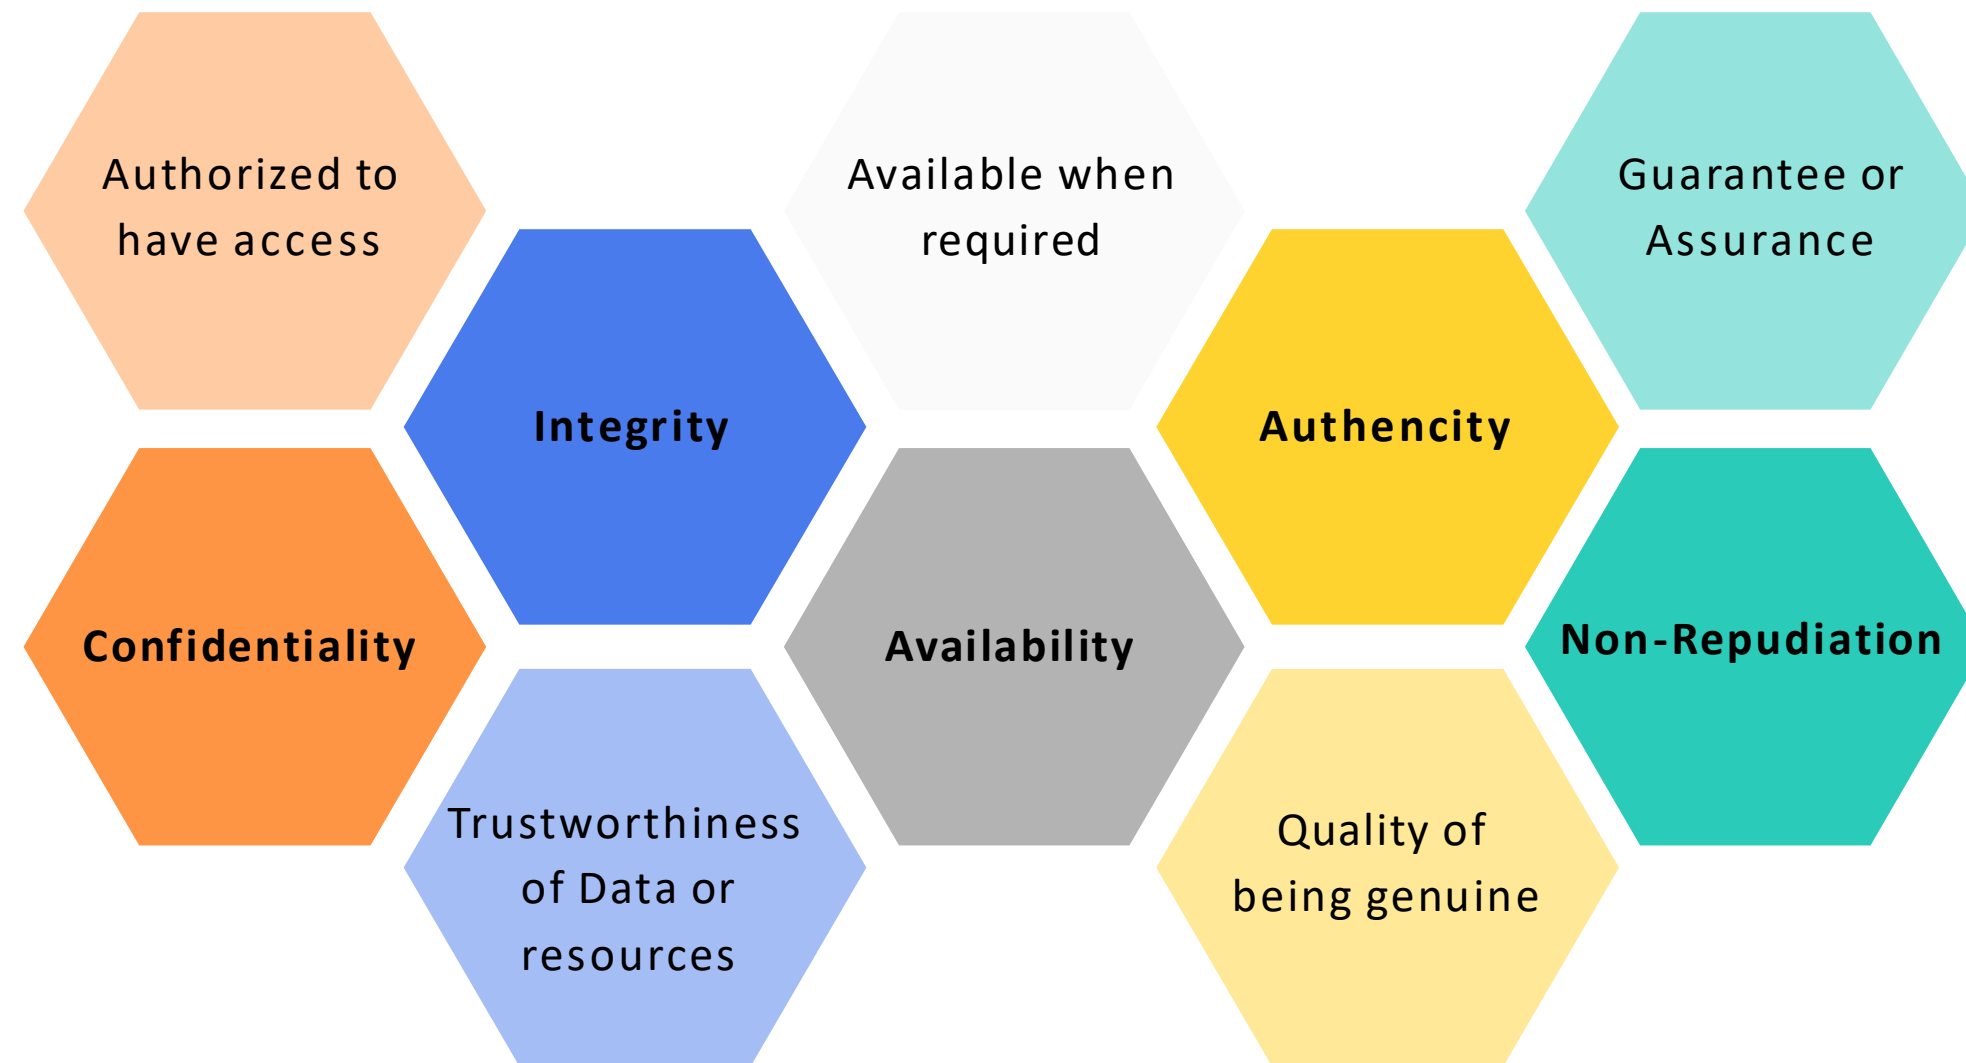 Authorized to
have access
Available when
required
Guarantee or
Assurance
Integrity
Authencity
Confidentiality
Availability
Non-Repudiation
Trustworthiness
of Data or
resources
Quality of
being genuine